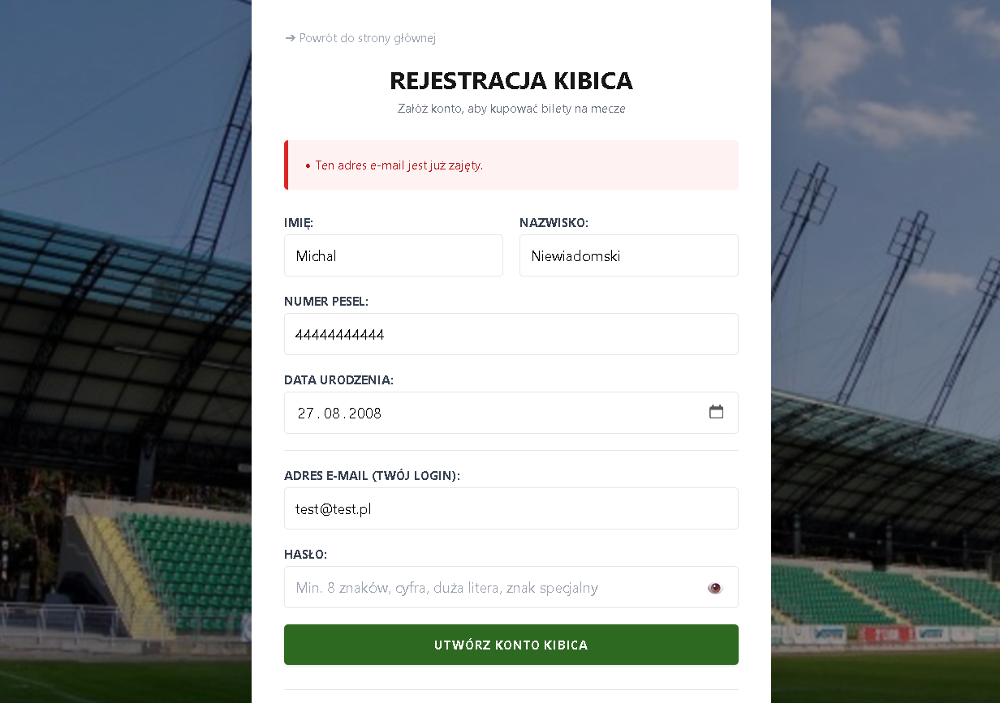 ➔ Powrót do strony głównej
REJESTRACJA KIBICA
Załóż konto, aby kupować bilety na mecze
• Ten adres e-mail jest już zajęty.
IMIĘ: NAZWISKO:
Michal Niewiadomski
NUMER PESEL:
44444444444
DATA URODZENIA:
27.08.2008
ADRES E-MAIL (TWÓJ LOGIN):
test@test.pl
HASŁO:
Min. 8 znaków, cyfra, duża litera, znak specjalny
UTWÓRZ KONTO KIBICA